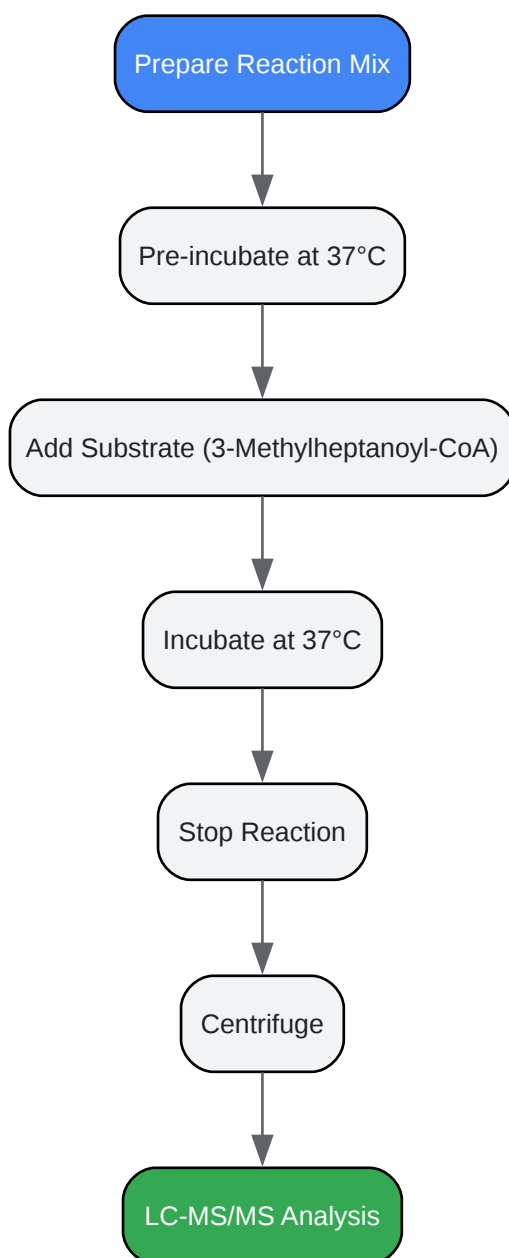 Prepare Reaction Mix
Pre-incubate at 37°C
Add Substrate (3-Methylheptanoyl-CoA)
Incubate at 37°C
Stop Reaction
Centrifuge
LC-MS/MS Analysis